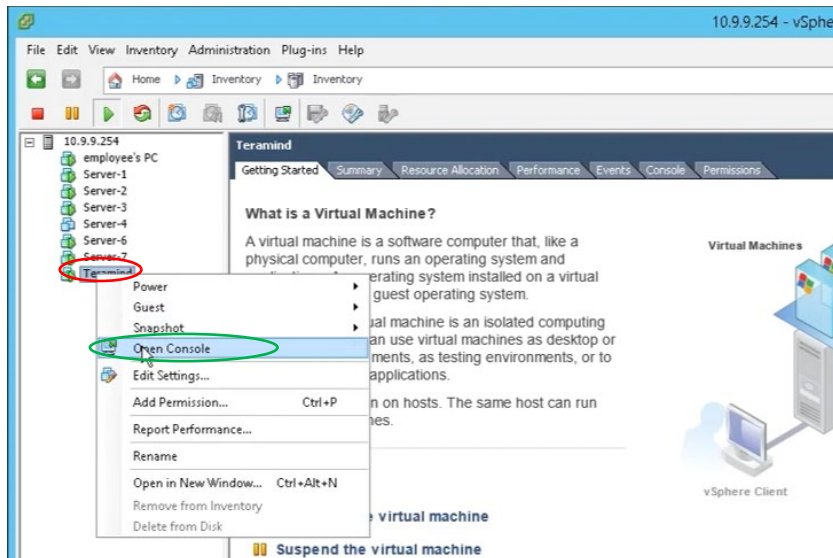 10.9.9.254 - vSphe
File Edit View Inventory Administration Plug-ins Help
Home Inventory Inventory
10.9.9.254
employee's PC
Server-1
Server-2
Server-3
Server-4
Server-6
Server-7
Teramind
Power
Guest
Snapshot
Open Console
Edit Settings...
Add Permission... Ctrl+P
Report Performance...
Rename
Open in New Window... Ctrl+Alt+N
Remove from Inventory
Delete from Disk
Teramind
Getting Started Summary Resource Allocation Performance Events Console Permissions
What is a Virtual Machine?
A virtual machine is a software computer that, like a
physical computer, runs an operating system and
erating system installed on a virtual
guest operating system.
ual machine is an isolated computing
an use virtual machines as desktop or
ments, as testing environments, or to
applications.
n on hosts. The same host can run
nes.
virtual machine
Suspend the virtual machine
Virtual Machines
vSphere Client